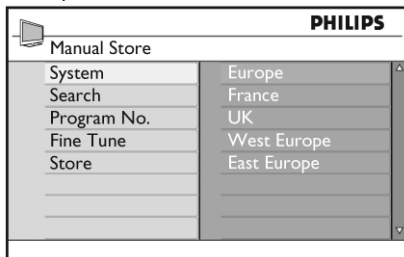 PHILIPS
Manual Store
System Europe
Search France
Program No. UK
Fine Tune West Europe
Store East Europe